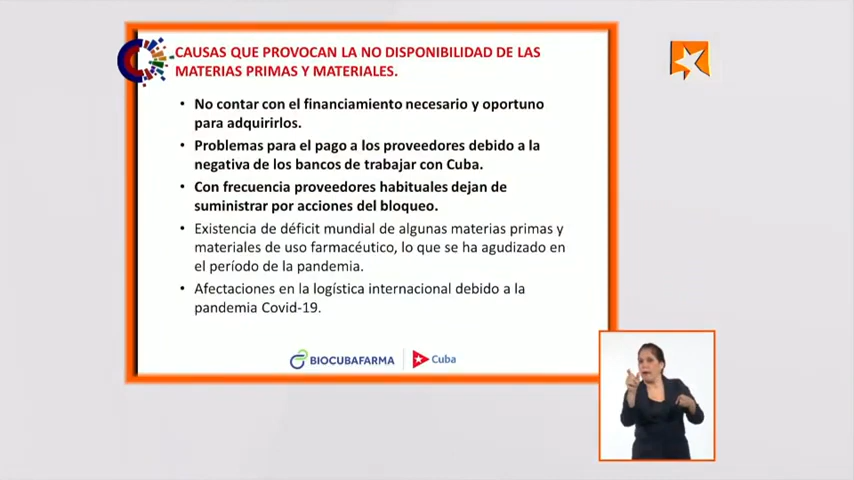 CAUSAS QUE PROVOCAN LA NO DISPONIBILIDAD DE LAS
MATERIAS PRIMAS Y MATERIALES.
• No contar con el financiamiento necesario y oportuno
para adquirirlos.
• Problemas para el pago a los proveedores debido a la
negativa de los bancos de trabajar con Cuba.
• Con frecuencia proveedores habituales dejan de
suministrar por acciones del bloqueo.
• Existencia de déficit mundial de algunas materias primas y
materiales de uso farmacéutico, lo que se ha agudizado en
el período de la pandemia.
• Afectaciones en la logística internacional debido a la
pandemia Covid-19.
BIOCUBAFARMA
Cuba